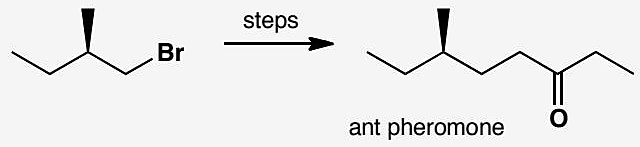 steps
Br
ant pheromone
O